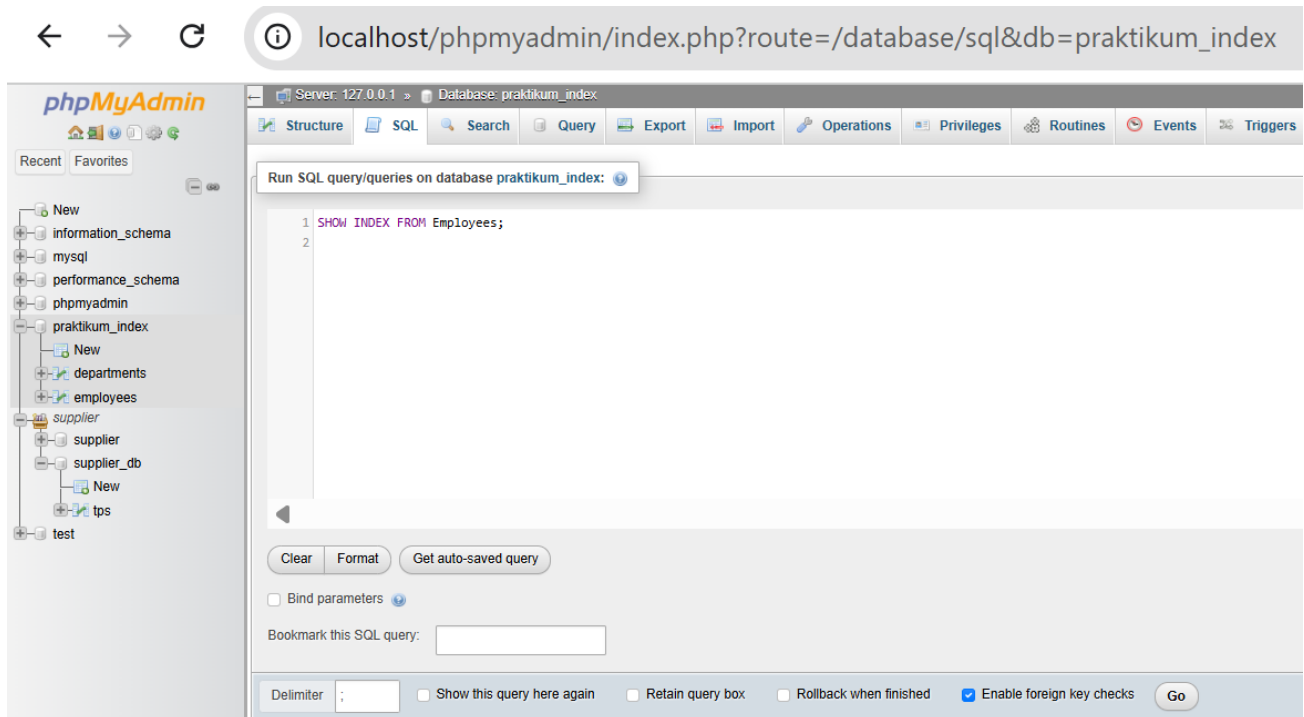 localhost/phpmyadmin/index.php?route=/database/sql&db=praktikum_index
phpMyAdmin
Recent Favorites
New
information_schema
mysql
performance_schema
phpmyadmin
praktikum_index
New
departments
employees
supplier
supplier
supplier_db
New
tps
test
Server: 127.0.0.1 » Database: praktikum_index
Structure SQL Search Query Export Import Operations Privileges Routines Events Triggers
Run SQL query/queries on database praktikum_index:
1 SHOW INDEX FROM Employees;
2
Clear Format Get auto-saved query
Bind parameters
Bookmark this SQL query:
Delimiter ; Show this query here again Retain query box Rollback when finished Enable foreign key checks Go